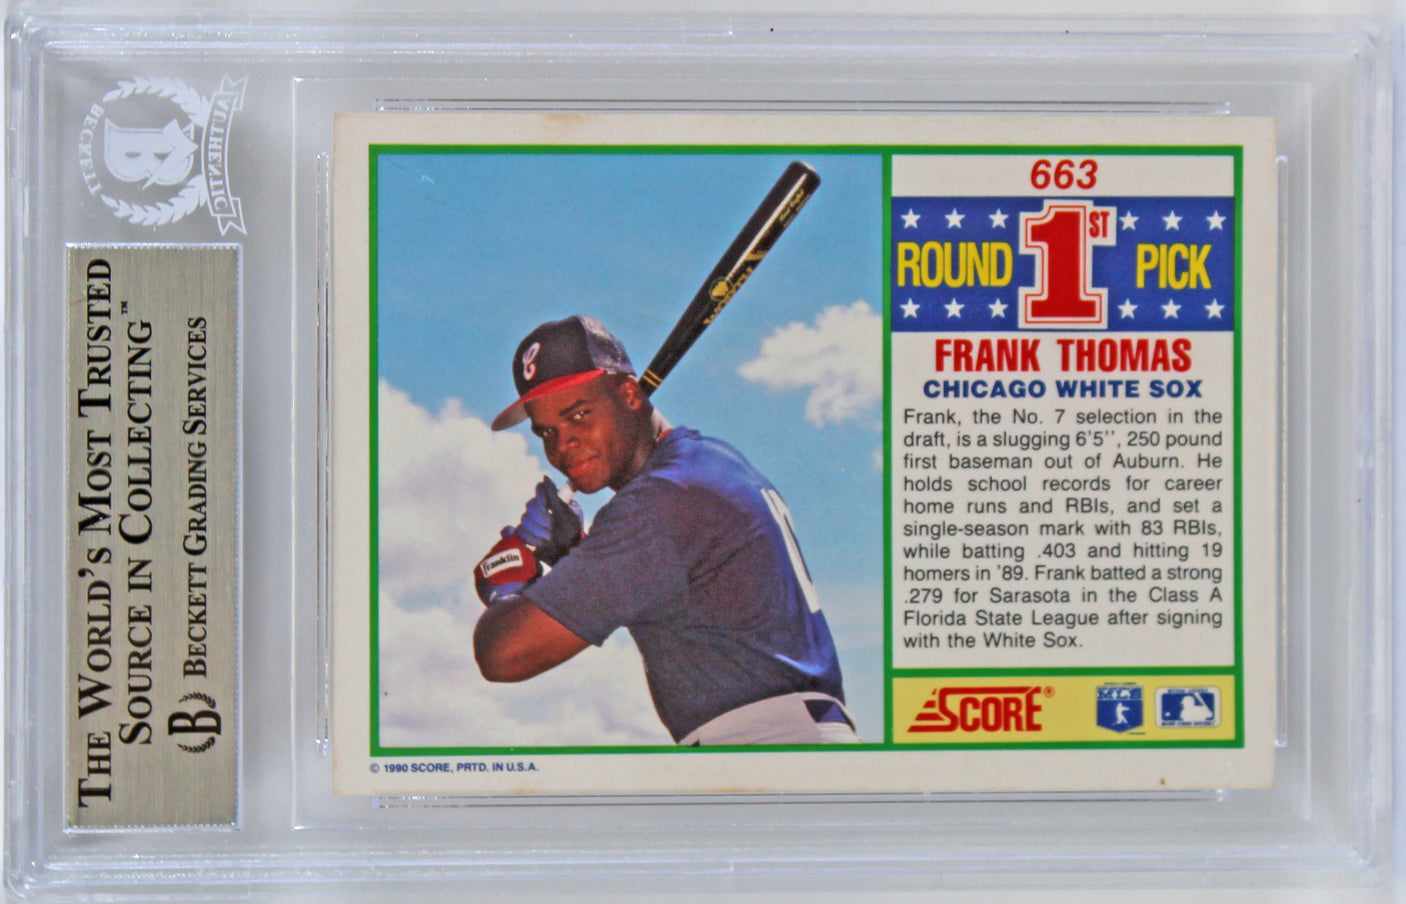 BECKETT
AUTHENTIC
B
THE WORLD'S MOST TRUSTED
SOURCE IN COLLECTING™
B BECKETT GRADING SERVICES
663
ROUND 1ST PICK
FRANK THOMAS
CHICAGO WHITE SOX
Frank, the No. 7 selection in the
draft, is a slugging 6'5'', 250 pound
first baseman out of Auburn. He
holds school records for career
home runs and RBIs, and set a
single-season mark with 83 RBIs,
while batting .403 and hitting 19
homers in '89. Frank batted a strong
.279 for Sarasota in the Class A
Florida State League after signing
with the White Sox.
SCORE®
MLB
C
WORTH
Franklin
1
© 1990 SCORE, PRTD. IN U.S.A.